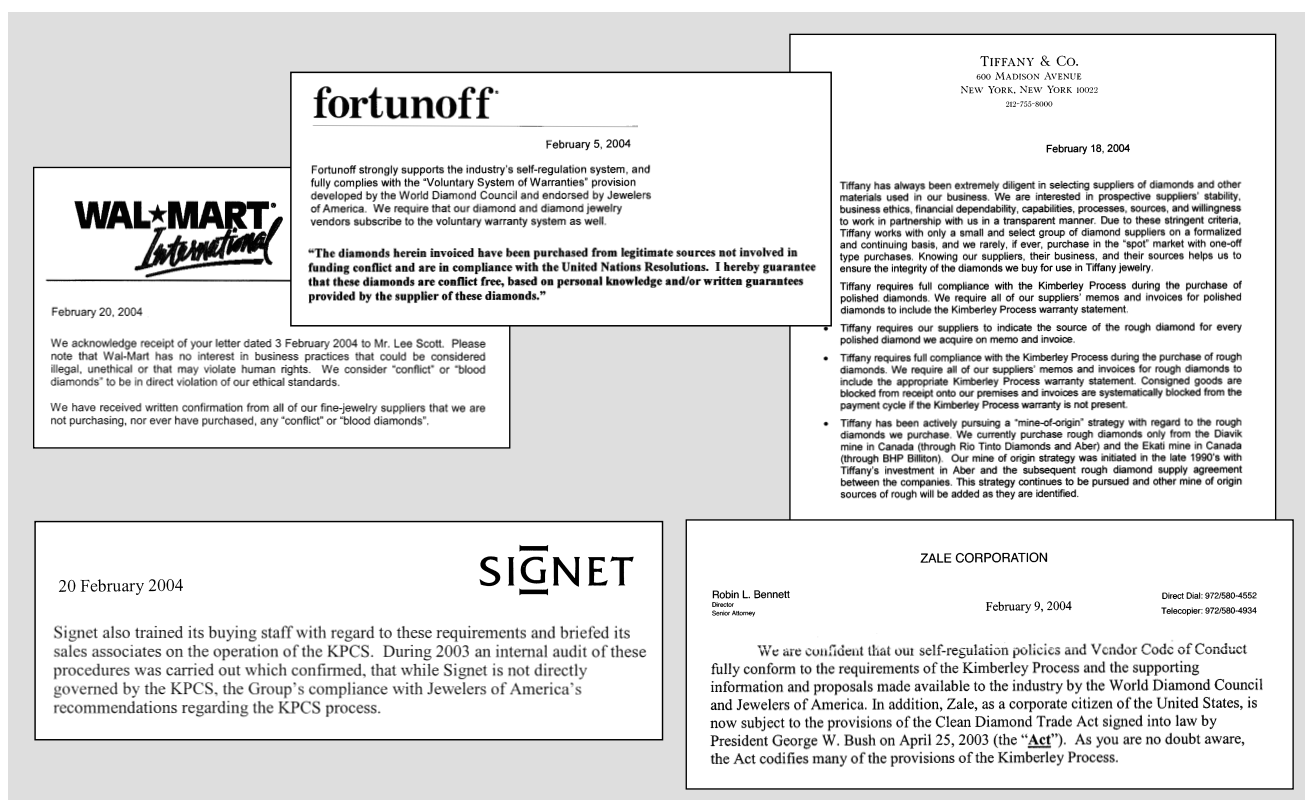 fortunoff
February 5, 2004
Fortunoff strongly supports the industry's self-regulation system, and
fully complies with the "Voluntary System of Warranties" provision
developed by the World Diamond Council and endorsed by Jewelers
of America. We require that our diamond and diamond jewelry
vendors subscribe to the voluntary warranty system as well.
"The diamonds herein invoiced have been purchased from legitimate sources not involved in
funding conflict and are in compliance with the United Nations Resolutions. I hereby guarantee
that these diamonds are conflict free, based on personal knowledge and/or written guarantees
provided by the supplier of these diamonds."
WAL★MART
International
February 20, 2004
We acknowledge receipt of your letter dated 3 February 2004 to Mr. Lee Scott. Please
note that Wal-Mart has no interest in business practices that could be considered
illegal, unethical or that may violate human rights. We consider "conflict" or "blood
diamonds" to be in direct violation of our ethical standards.
We have received written confirmation from all of our fine-jewelry suppliers that we are
not purchasing, nor ever have purchased, any "conflict" or "blood diamonds".
TIFFANY & CO.
600 MADISON AVENUE
NEW YORK, NEW YORK 10022
212-755-8000
February 18, 2004
Tiffany has always been extremely diligent in selecting suppliers of diamonds and other
materials used in our business. We are interested in prospective suppliers' stability,
business ethics, financial dependability, capabilities, processes, sources, and willingness
to work in partnership with us in a transparent manner. Due to these stringent criteria,
Tiffany works with only a small and select group of diamond suppliers on a formalized
and continuing basis, and we rarely, if ever, purchase in the "spot" market with one-off
type purchases. Knowing our suppliers, their business, and their sources helps us to
ensure the integrity of the diamonds we buy for use in Tiffany jewelry.
Tiffany requires full compliance with the Kimberley Process during the purchase of
polished diamonds. We require all of our suppliers' memos and invoices for polished
diamonds to include the Kimberley Process warranty statement.
• Tiffany requires our suppliers to indicate the source of the rough diamond for every
polished diamond we acquire on memo and invoice.
• Tiffany requires full compliance with the Kimberley Process during the purchase of rough
diamonds. We require all of our suppliers' memos and invoices for rough diamonds to
include the appropriate Kimberley Process warranty statement. Consigned goods are
blocked from receipt onto our premises and invoices are systematically blocked from the
payment cycle if the Kimberley Process warranty is not present.
• Tiffany has been actively pursuing a "mine-of-origin" strategy with regard to the rough
diamonds we purchase. We currently purchase rough diamonds only from the Diavik
mine in Canada (through Rio Tinto Diamonds and Aber) and the Ekati mine in Canada
(through BHP Billiton). Our mine of origin strategy was initiated in the late 1990's with
Tiffany's investment in Aber and the subsequent rough diamond supply agreement
between the companies. This strategy continues to be pursued and other mine of origin
sources of rough will be added as they are identified.
SIGNET
20 February 2004
Signet also trained its buying staff with regard to these requirements and briefed its
sales associates on the operation of the KPCS. During 2003 an internal audit of these
procedures was carried out which confirmed, that while Signet is not directly
governed by the KPCS, the Group's compliance with Jewelers of America's
recommendations regarding the KPCS process.
ZALE CORPORATION
Robin L. Bennett
Director
Senior Attorney
February 9, 2004
Direct Dial: 972/580-4552
Telecopier: 972/580-4934
We are confident that our self-regulation policies and Vendor Code of Conduct
fully conform to the requirements of the Kimberley Process and the supporting
information and proposals made available to the industry by the World Diamond Council
and Jewelers of America. In addition, Zale, as a corporate citizen of the United States, is
now subject to the provisions of the Clean Diamond Trade Act signed into law by
President George W. Bush on April 25, 2003 (the "Act"). As you are no doubt aware,
the Act codifies many of the provisions of the Kimberley Process.